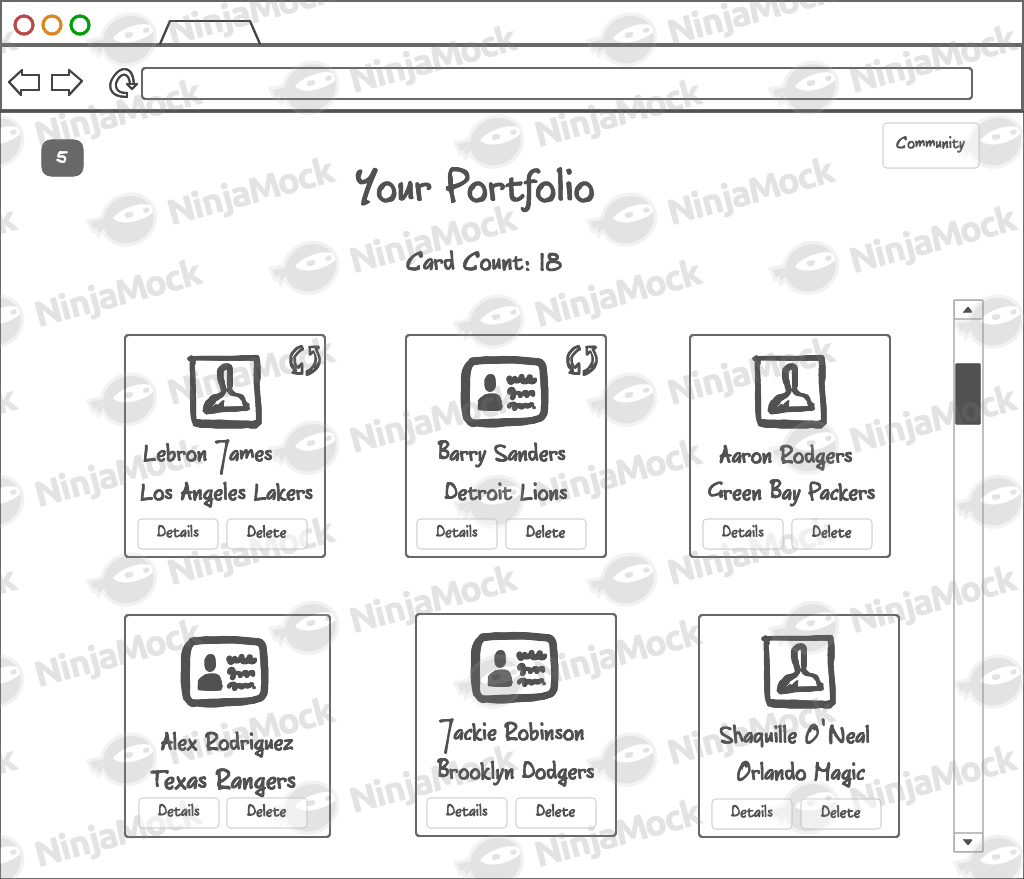 5
Community
Your Portfolio
Card Count: 18
Lebron James
Los Angeles Lakers
Details
Delete
Barry Sanders
Detroit Lions
Details
Delete
Aaron Rodgers
Green Bay Packers
Details
Delete
Alex Rodriguez
Texas Rangers
Details
Delete
Jackie Robinson
Brooklyn Dodgers
Details
Delete
Shaquille O'Neal
Orlando Magic
Details
Delete
NinjaMock